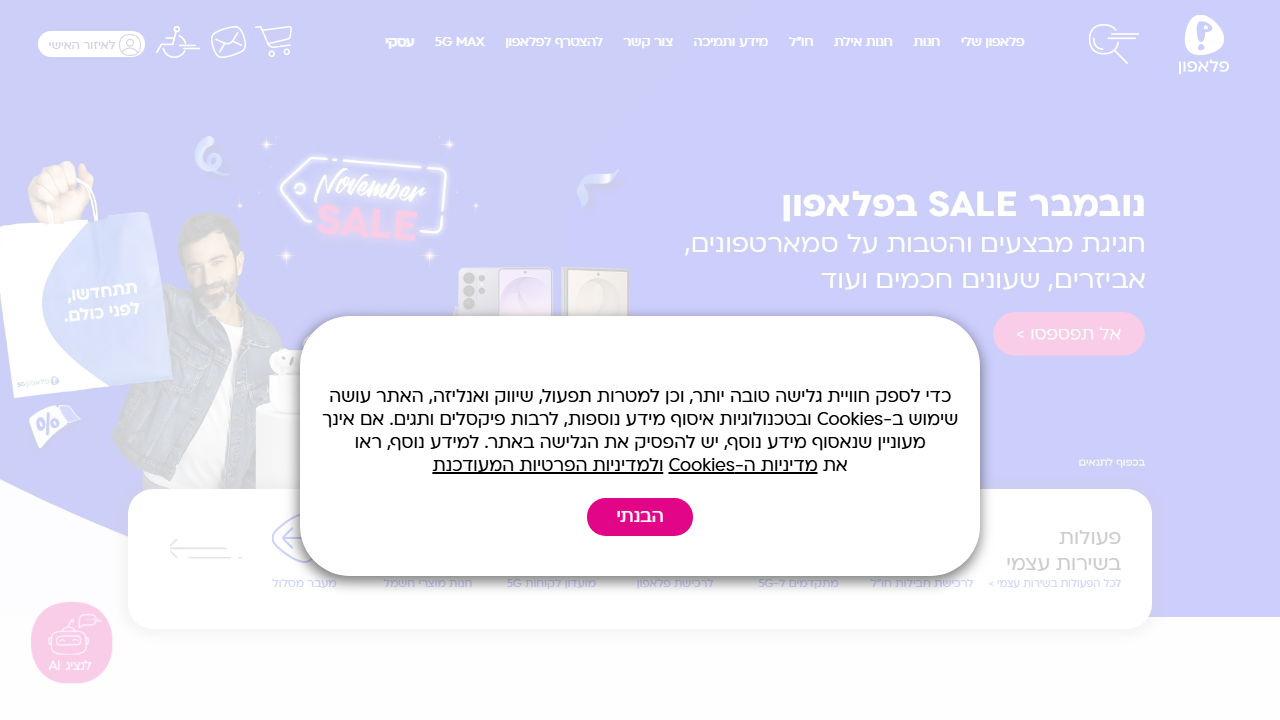 פלאפון
פלאפון שלי
חנות
חנות אילת
חו"ל
מידע ותמיכה
צור קשר
להצטרף לפלאפון
5G MAX
עסקי
לאיזור האישי
November
SALE
נובמבר SALE בפלאפון
חגיגת מבצעים והטבות על סמארטפונים,
אביזרים, שעונים חכמים ועוד
אל תפספסו >
תתחדשו,
לפני כולם.
פלאפון 5G
%
כדי לספק חוויית גלישה טובה יותר, וכן למטרות תפעול, שיווק ואנליזה, האתר עושה
שימוש ב-Cookies ובטכנולוגיות איסוף מידע נוספות, לרבות פיקסלים ותגים. אם אינך
מעוניין שנאסוף מידע נוסף, יש להפסיק את הגלישה באתר. למידע נוסף, ראו
את מדיניות ה-Cookies ולמדיניות הפרטיות המעודכנת
הבנתי
בכפוף לתנאים
פעולות
בשירות עצמי
לכל הפעולות בשירות עצמי >
לרכישת חבילות חו"ל
מתקדמים ל-5G
לרכישת פלאפון
מועדון לקוחות 5G
חנות מוצרי חשמל
מעבר מסלול
לנציג AI